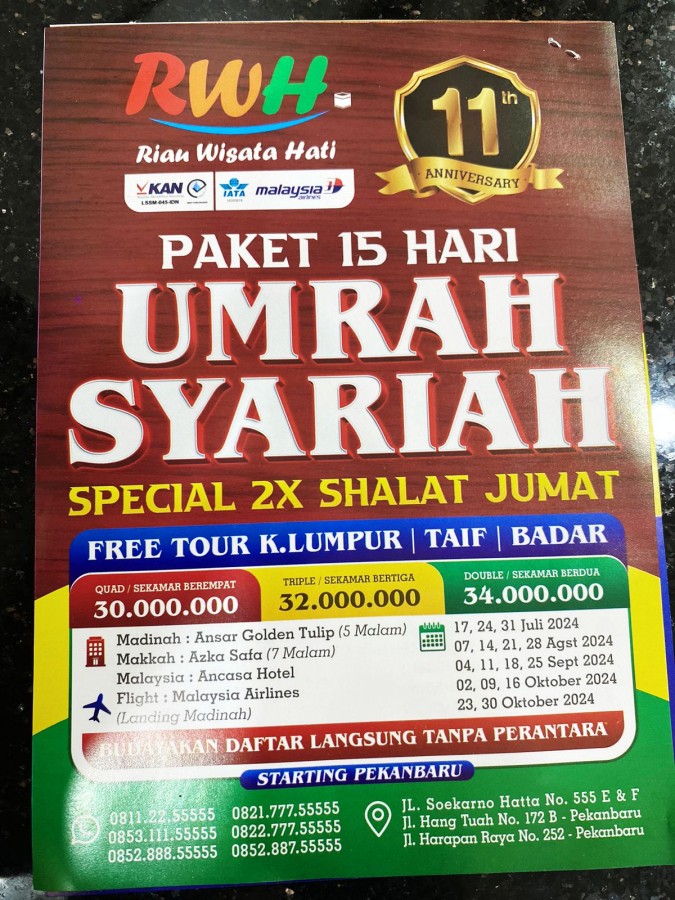 RWH
Riau Wisata Hati
11th
ANNIVERSARY
KAN
LSSM-045-IDN
IATA
malaysia
airlines
PAKET 15 HARI
UMRAH
SYARIAH
SPECIAL 2X SHALAT JUMAT
FREE TOUR K.LUMPUR | TAIF | BADAR
QUAD / SEKAMAR BEREMPAT
30.000.000
TRIPLE / SEKAMAR BERTIGA
32.000.000
DOUBLE / SEKAMAR BERDUA
34.000.000
Madinah : Ansar Golden Tulip (5 Malam)
Makkah : Azka Safa (7 Malam)
Malaysia : Ancasa Hotel
Flight : Malaysia Airlines
(Landing Madinah)
17, 24, 31 Juli 2024
07, 14, 21, 28 Agst 2024
04, 11, 18, 25 Sept 2024
02, 09, 16 Oktober 2024
23, 30 Oktober 2024
BUDAYAKAN DAFTAR LANGSUNG TANPA PERANTARA
STARTING PEKANBARU
0811.22.55555 0821.777.55555
0853.111.55555 0822.777.55555
0852.888.55555 0852.887.55555
JL. Soekarno Hatta No. 555 E & F
Jl. Hang Tuah No. 172 B - Pekanbaru
Jl. Harapan Raya No. 252 - Pekanbaru